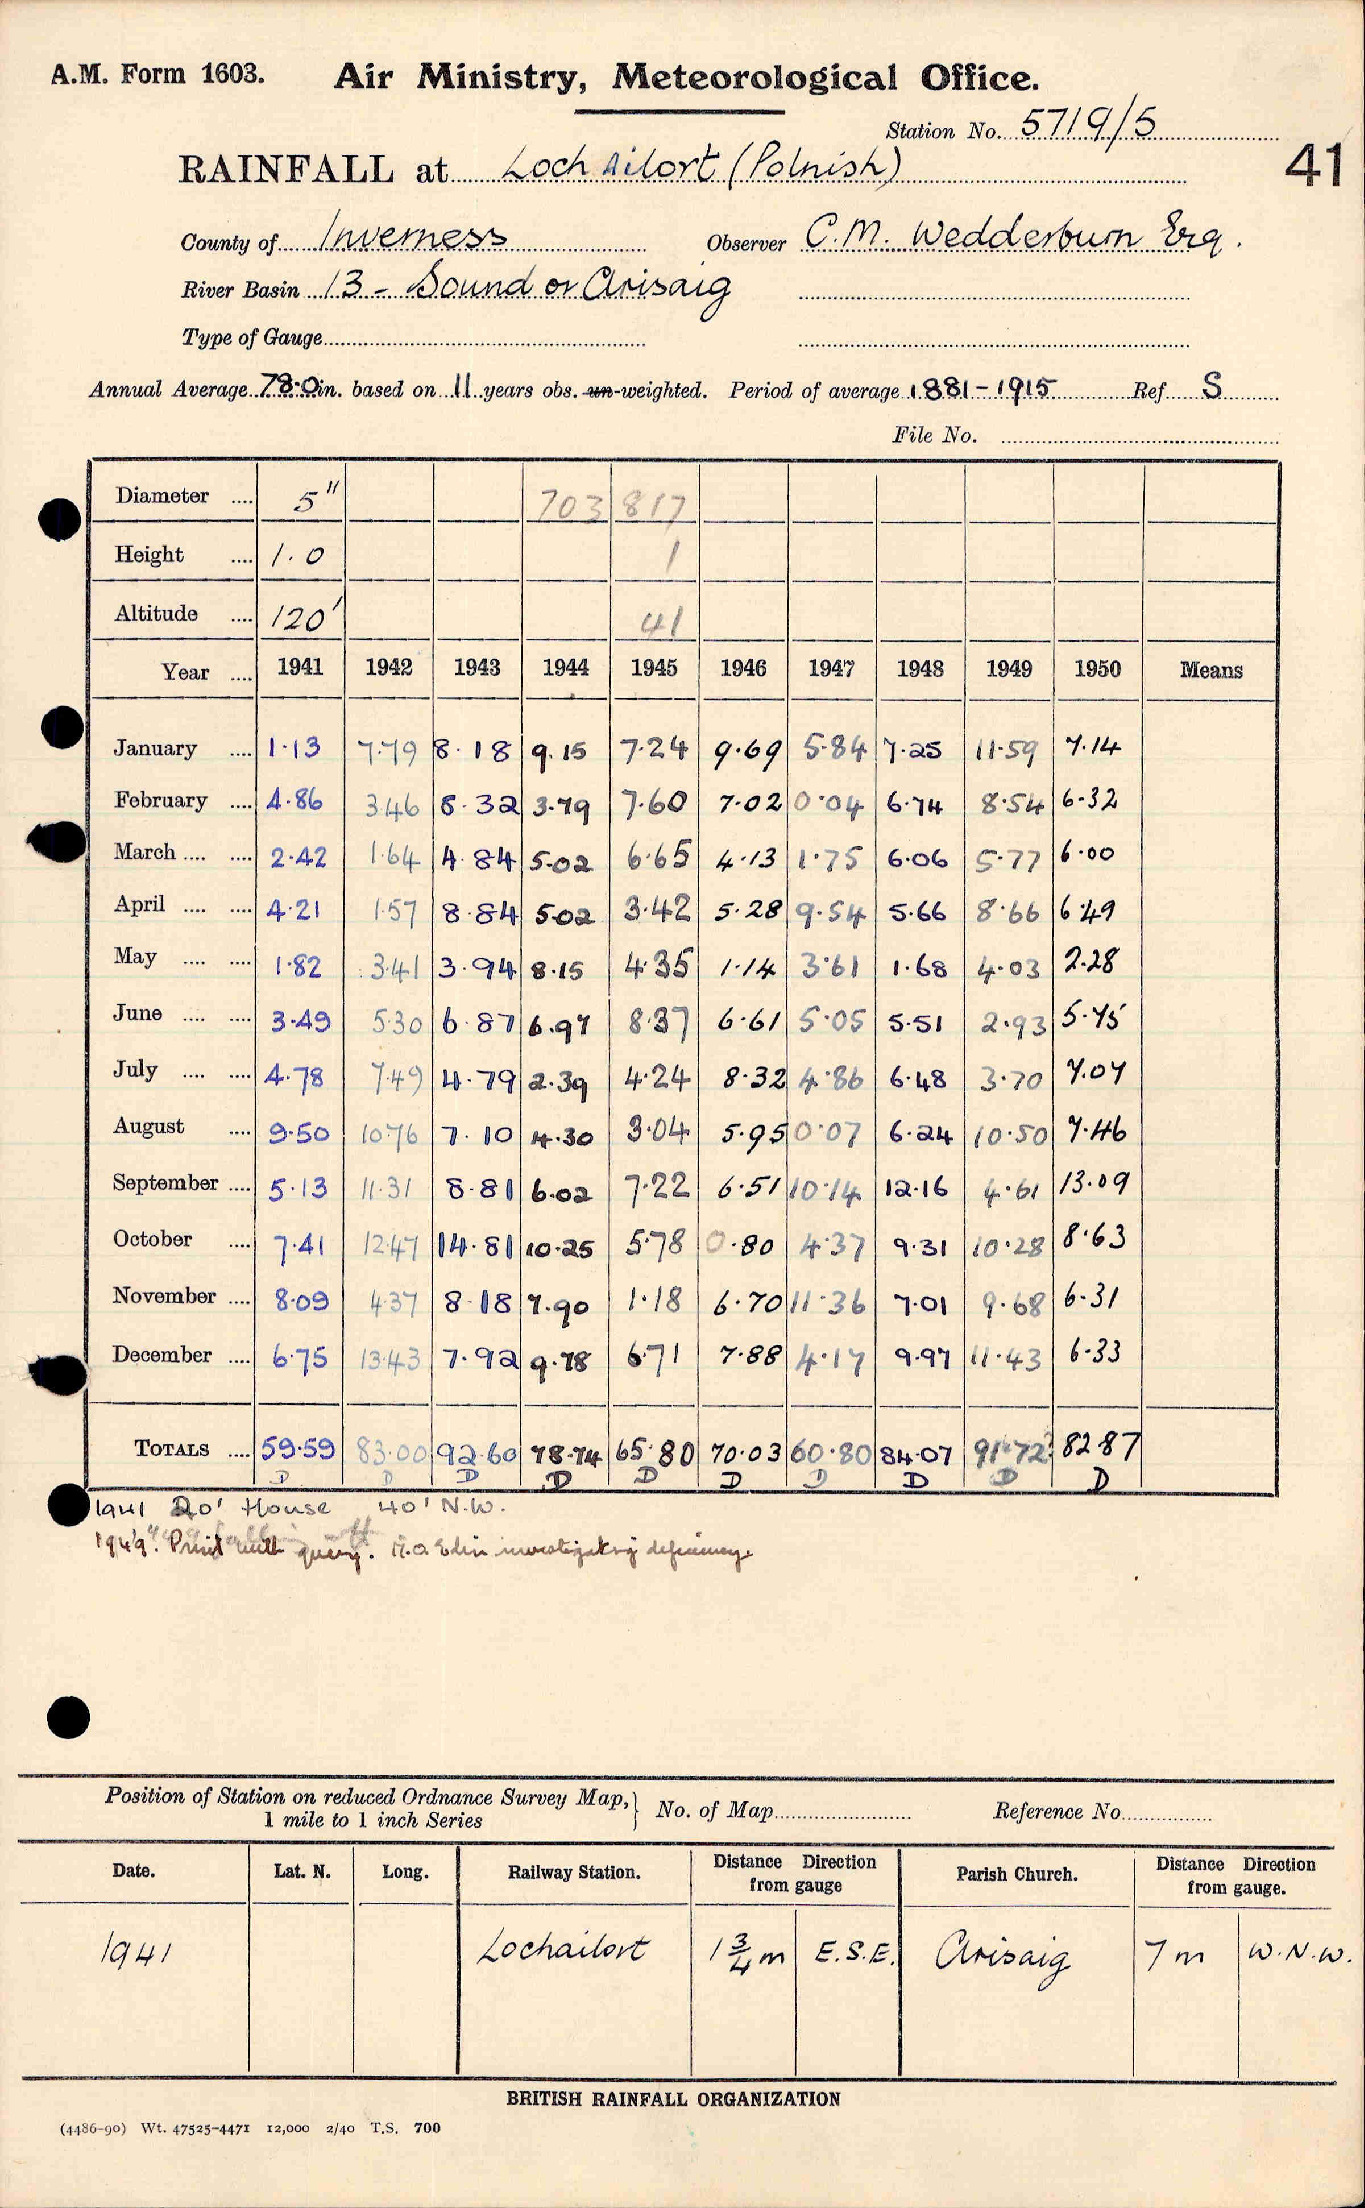 A.M. Form 1603. Air Ministry, Meteorological Office.
Station No. 5719/5
41
RAINFALL at Loch Ailort (Polnish)
County of Inverness Observer C.M. Wedderburn Esq.
River Basin 13 - Sound or Arisaig
Type of Gauge
Annual Average 78.0 in. based on 11 years obs. un-weighted. Period of average 1881-1915 Ref S
File No.
Diameter .... 5" 703 817
Height .... 1.0 1
Altitude .... 120' 41
Year .... 1941 1942 1943 1944 1945 1946 1947 1948 1949 1950 Means
January .... 1.13 7.79 8.18 9.15 7.24 9.69 5.84 7.25 11.59 7.14
February .... 4.86 3.46 8.32 3.79 7.60 7.02 0.04 6.74 8.54 6.32
March .... .... 2.42 1.64 4.84 5.02 6.65 4.13 1.75 6.06 5.77 6.00
April .... .... 4.21 1.57 8.84 5.02 3.42 5.28 9.54 5.66 8.66 6.49
May .... .... 1.82 3.41 3.94 8.15 4.35 1.14 3.61 1.68 4.03 2.28
June .... .... 3.49 5.30 6.87 6.97 8.37 6.61 5.05 5.51 2.93 5.75
July .... .... 4.78 7.49 4.79 2.39 4.24 8.32 4.86 6.48 3.70 7.07
August .... 9.50 10.76 7.10 4.30 3.04 5.95 0.07 6.24 10.50 7.46
September .... 5.13 11.31 8.81 6.02 7.22 6.51 10.14 12.16 4.61 13.09
October .... 7.41 12.47 14.81 10.25 5.78 0.80 4.37 9.31 10.28 8.63
November .... 8.09 4.37 8.18 7.90 1.18 6.70 11.36 7.01 9.68 6.31
December .... 6.75 13.43 7.92 9.78 6.71 7.88 4.17 9.97 11.43 6.33
TOTALS .... 59.59 83.00 92.60 78.74 65.80 70.03 60.80 84.07 91.72 82.87
D D D D D D D D D D
1941 20' House 40' N.W.
1949. Print with query. M.O. Edin investigating deficiency.
Position of Station on reduced Ordnance Survey Map, 1 mile to 1 inch Series } No. of Map Reference No.
Date. Lat. N. Long. Railway Station. Distance Direction from gauge Parish Church. Distance Direction from gauge.
1941 Lochailort 1 3/4 m E.S.E. Arisaig 7 m W.N.W.
BRITISH RAINFALL ORGANIZATION
(4486-90) Wt. 47525-4471 12,000 2/40 T.S. 700